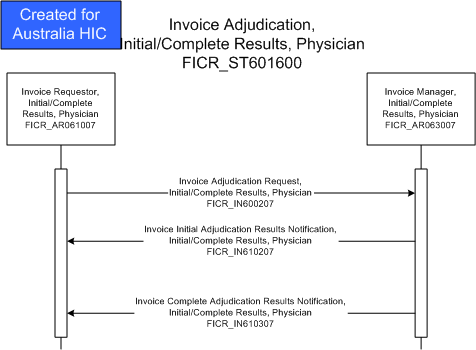 Created for
Australia HIC
Invoice Adjudication,
Initial/Complete Results, Physician
FICR_ST601600
Invoice Requestor,
Initial/Complete
Results, Physician
FICR_AR061007
Invoice Manager,
Initial/Complete
Results, Physician
FICR_AR063007
Invoice Adjudication Request,
Initial/Complete Results, Physician
FICR_IN600207
Invoice Initial Adjudication Results Notification,
Initial/Complete Results, Physician
FICR_IN610207
Invoice Complete Adjudication Results Notification,
Initial/Complete Results, Physician
FICR_IN610307